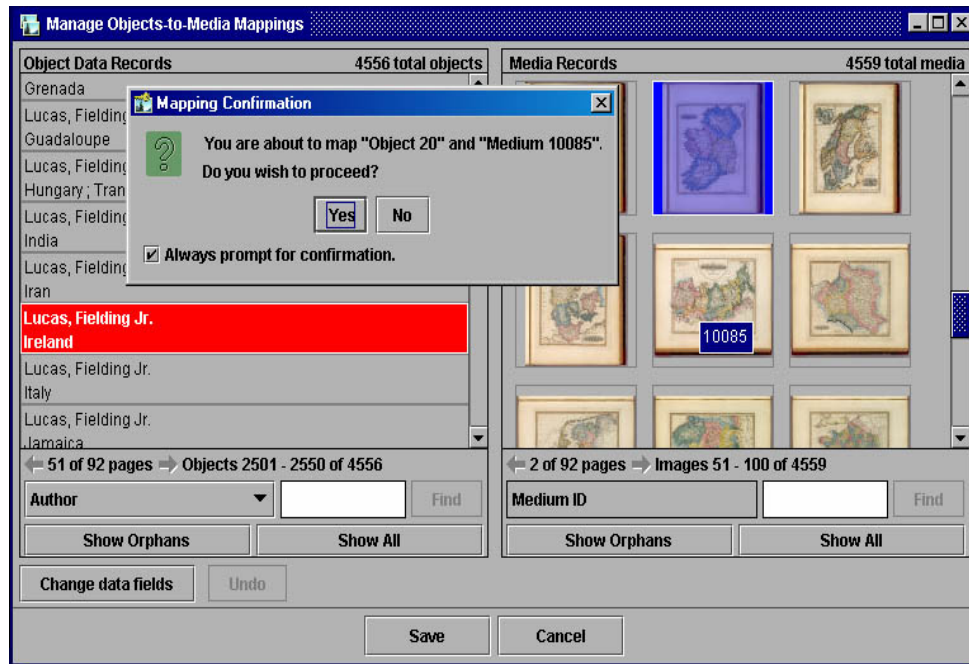 Manage Objects-to-Media Mappings
Object Data Records 4556 total objects
Grenada
Lucas, Fielding
Guadaloupe
Lucas, Fielding
Hungary ; Tran
Lucas, Fielding
India
Lucas, Fielding
Iran
Lucas, Fielding Jr.
Ireland
Lucas, Fielding Jr.
Italy
Lucas, Fielding Jr.
Jamaica
51 of 92 pages Objects 2501 - 2550 of 4556
Author Find
Show Orphans Show All
Mapping Confirmation
You are about to map "Object 20" and "Medium 10085".
Do you wish to proceed?
Yes No
Always prompt for confirmation.
Media Records 4559 total media
10085
2 of 92 pages Images 51 - 100 of 4559
Medium ID Find
Show Orphans Show All
Change data fields Undo
Save Cancel